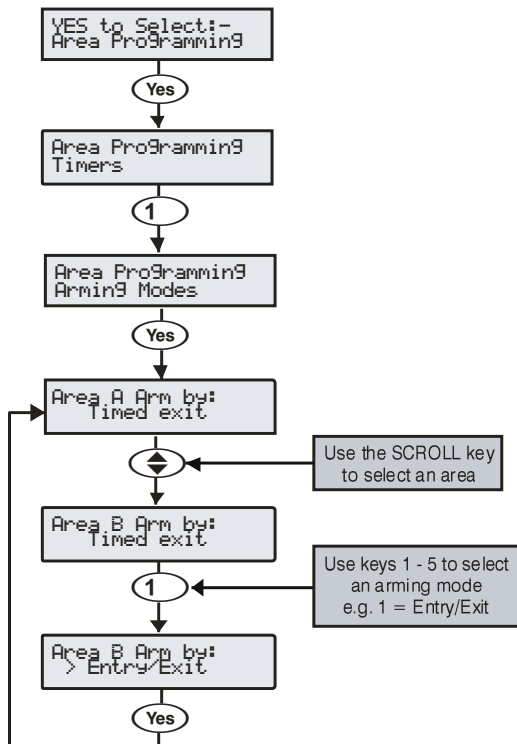 YES to Select:-
Area Programming
Yes
Area Programming
Timers
1
Area Programming
Arming Modes
Yes
Area A Arm by:
Timed exit
Use the SCROLL key
to select an area
Area B Arm by:
Timed exit
1
Use keys 1 - 5 to select
an arming mode
e.g. 1 = Entry/Exit
Area B Arm by:
> Entry/Exit
Yes